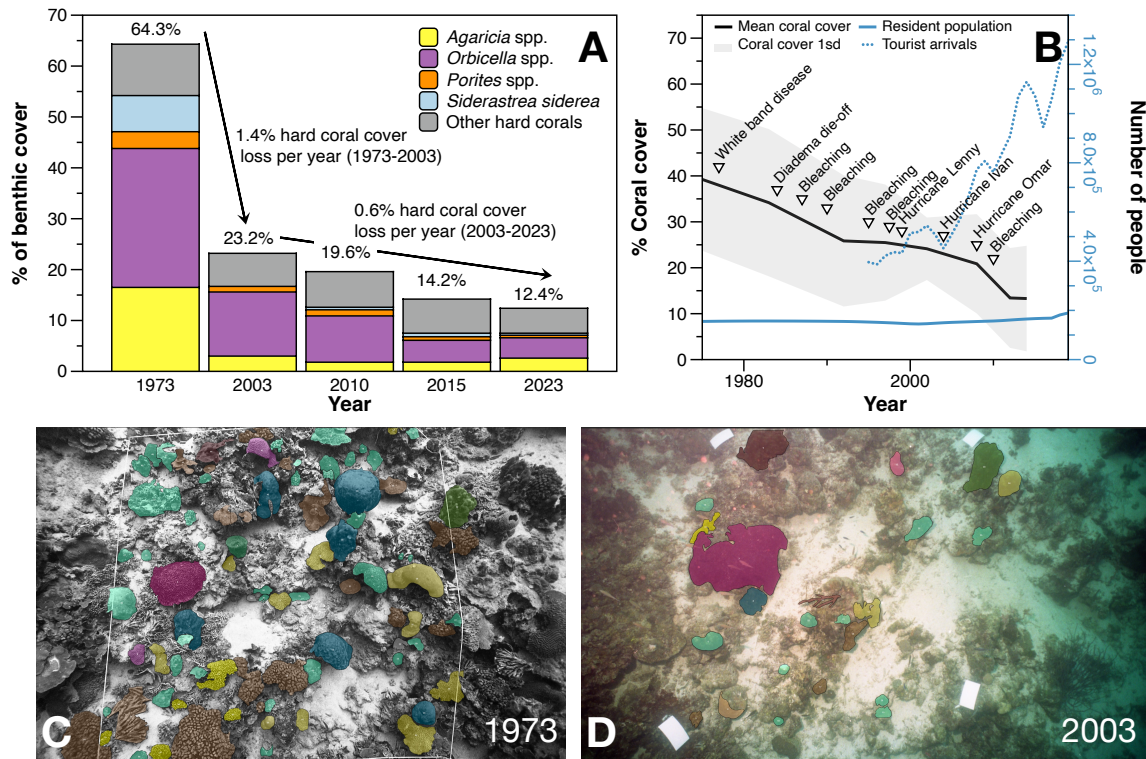 A
% of benthic cover
70
60
50
40
30
20
10
0
64.3%
23.2%
19.6%
14.2%
12.4%
1.4% hard coral cover
loss per year (1973-2003)
0.6% hard coral cover
loss per year (2003-2023)
Agaricia spp.
Orbicella spp.
Porites spp.
Siderastrea siderea
Other hard corals
1973
2003
2010
2015
2023
Year
B
% Coral cover
70
60
50
40
30
20
10
0
Mean coral cover
Coral cover 1sd
Resident population
Tourist arrivals
White band disease
Diadema die-off
Bleaching
Bleaching
Bleaching
Bleaching
Hurricane Lenny
Hurricane Ivan
Hurricane Omar
Bleaching
1.2×10⁶
8.0×10⁵
4.0×10⁵
0
Number of people
1980
2000
Year
C
1973
D
2003